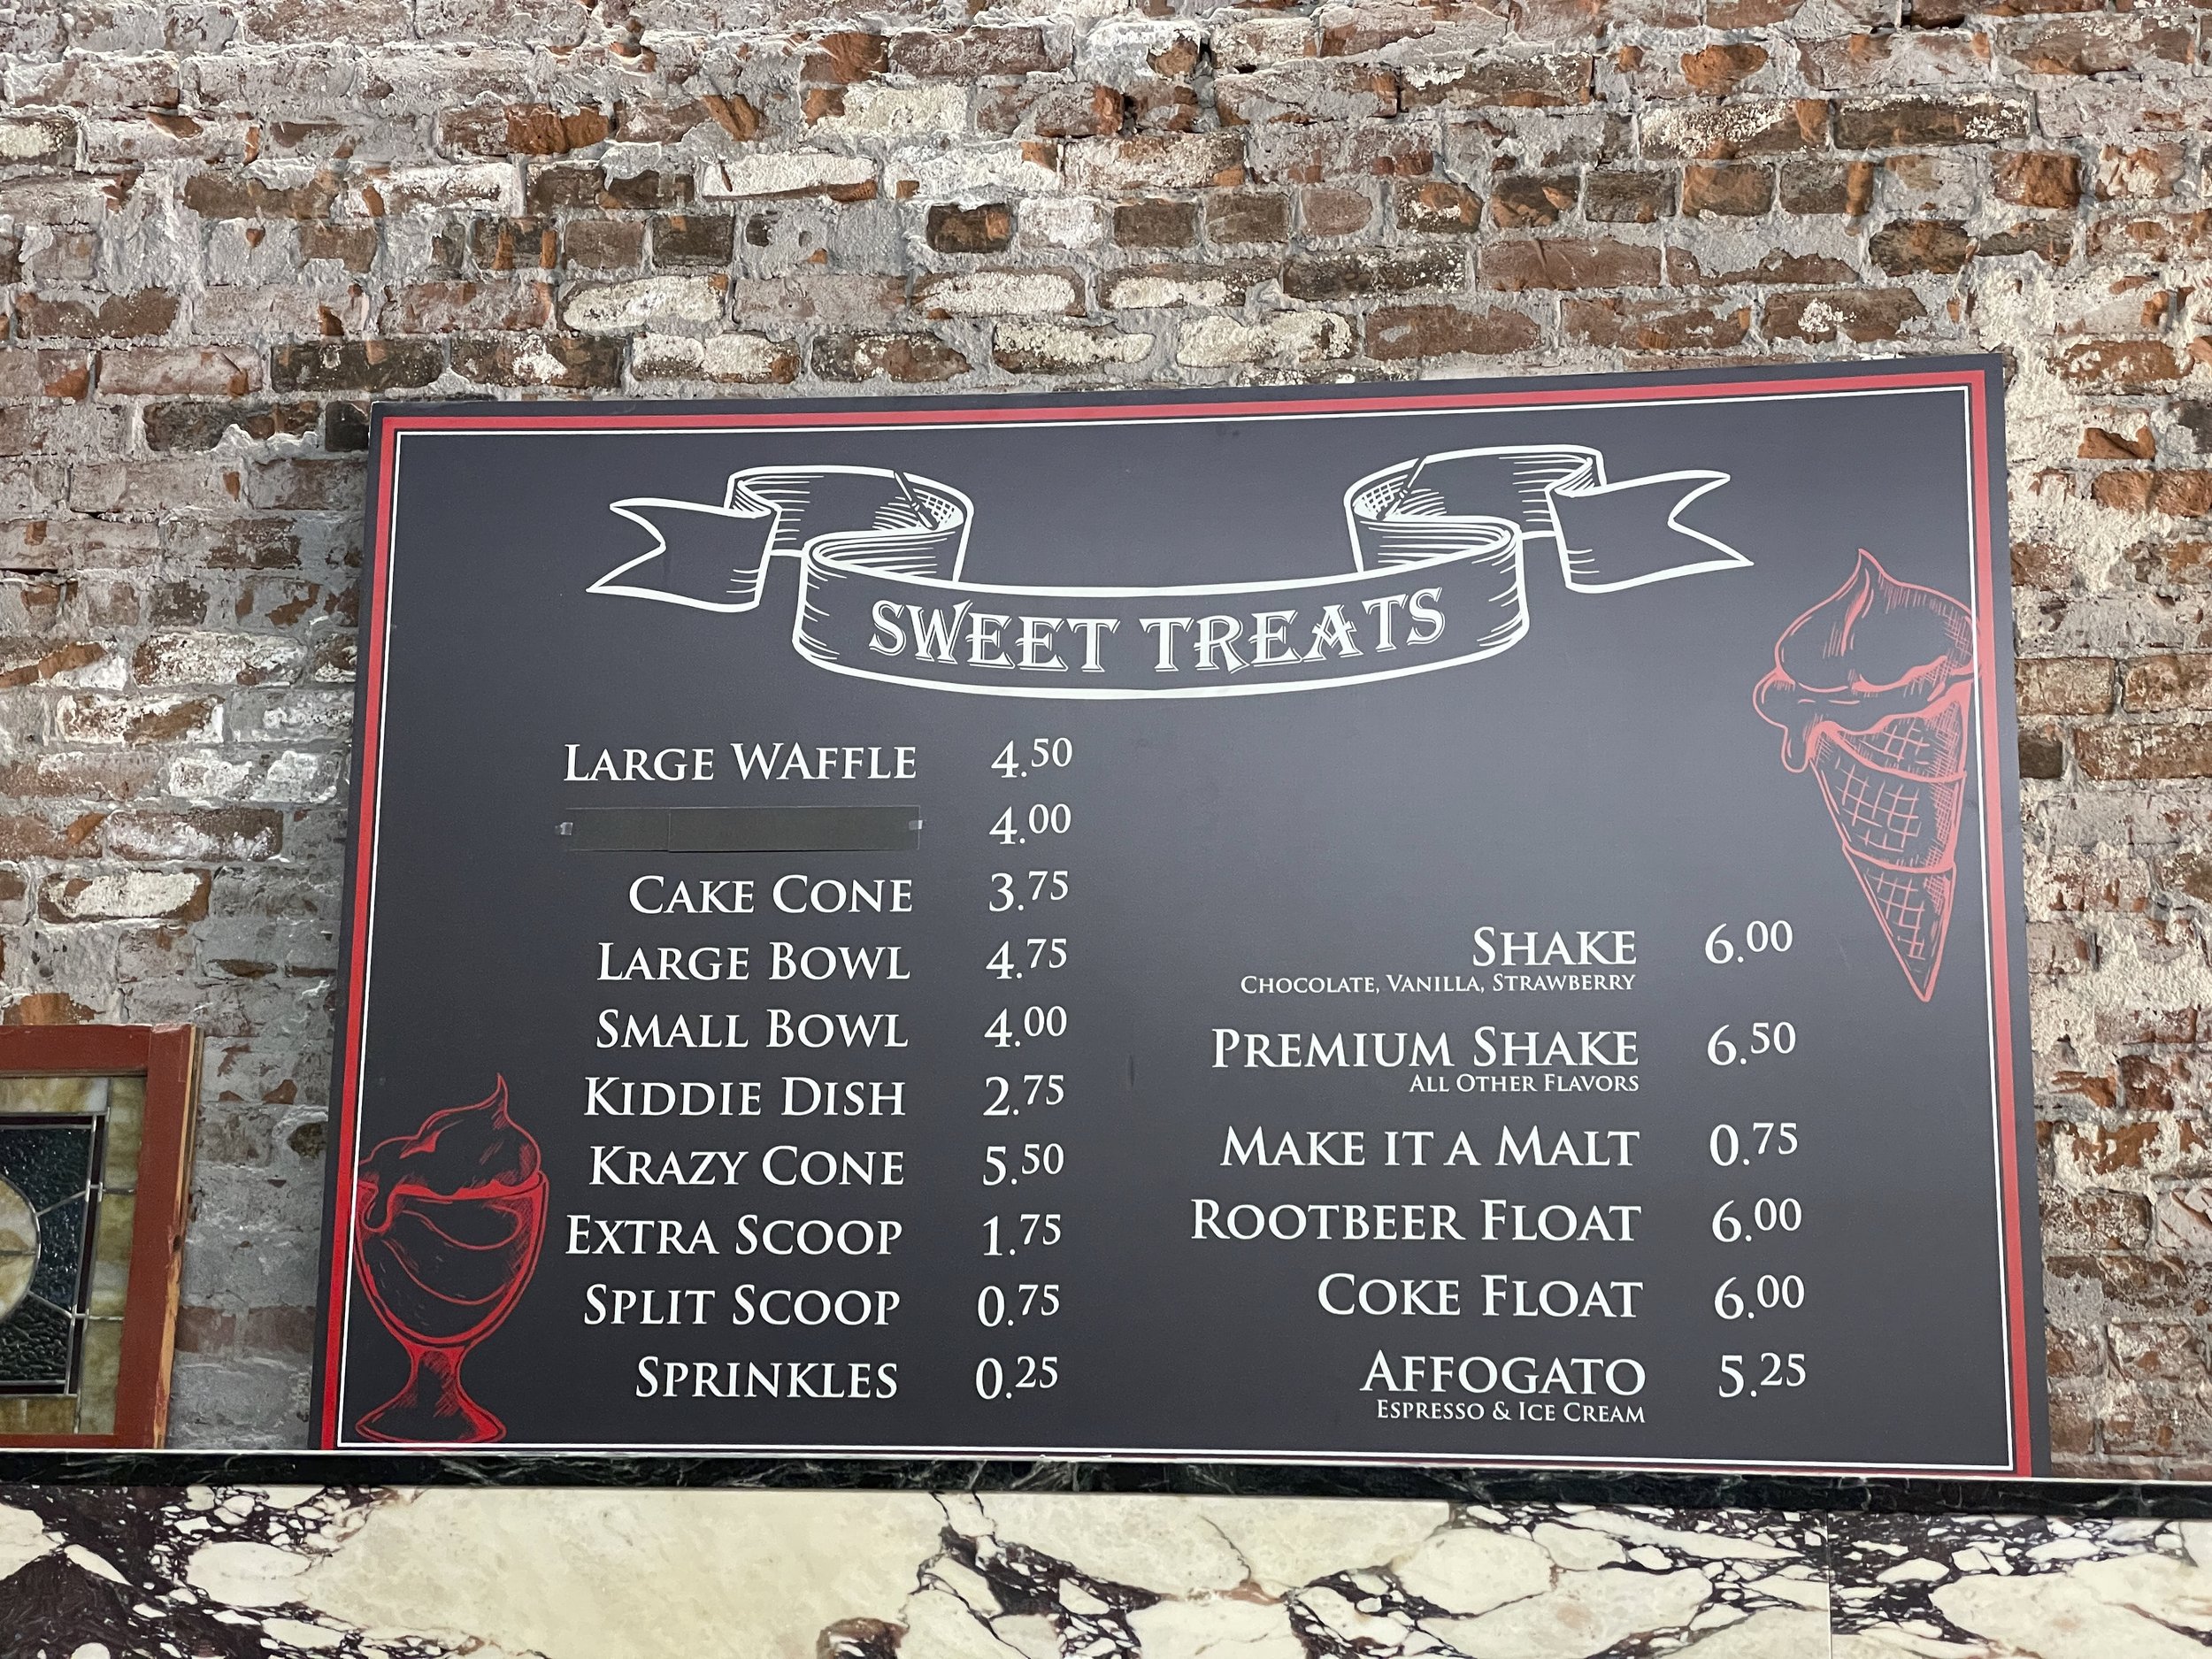 SWEET TREATS
LARGE WAFFLE 4.50
4.00
CAKE CONE 3.75
LARGE BOWL 4.75
SMALL BOWL 4.00
KIDDIE DISH 2.75
KRAZY CONE 5.50
EXTRA SCOOP 1.75
SPLIT SCOOP 0.75
SPRINKLES 0.25
SHAKE 6.00
CHOCOLATE, VANILLA, STRAWBERRY
PREMIUM SHAKE 6.50
ALL OTHER FLAVORS
MAKE IT A MALT 0.75
ROOTBEER FLOAT 6.00
COKE FLOAT 6.00
AFFOGATO 5.25
ESPRESSO & ICE CREAM